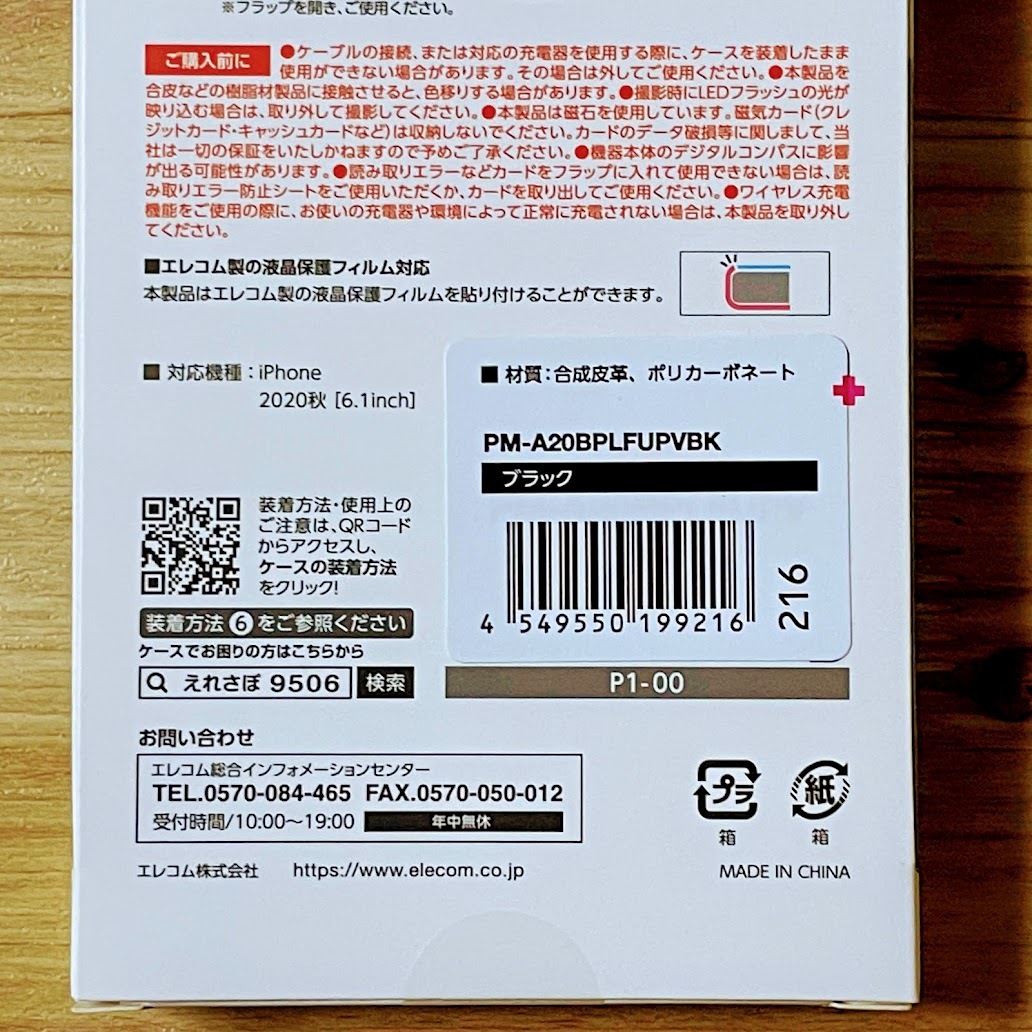 ※フラップを開き、ご使用ください。
ご購入前に
●ケーブルの接続、または対応の充電器を使用する際に、ケースを装着したまま
使用ができない場合があります。その場合は外してご使用ください。●本製品を
合皮などの樹脂材製品に接触させると、色移りする場合があります。●撮影時にLEDフラッシュの光が
映り込む場合は、取り外して撮影してください。●本製品は磁石を使用しています。磁気カード(クレ
ジットカード・キャッシュカードなど)は収納しないでください。カードのデータ破損等に関しまして、当
社は一切の保証をいたしかねますので予めご了承ください。●機器本体のデジタルコンパスに影響
が出る可能性があります。●読み取りエラーなどカードをフラップに入れて使用できない場合は、読
み取りエラー防止シートをご使用いただくか、カードを取り出してご使用ください。●ワイヤレス充電
機能をご使用の際に、お使いの充電器や環境によって正常に充電されない場合は、本製品を取り外し
てください。
■エレコム製の液晶保護フィルム対応
本製品はエレコム製の液晶保護フィルムを貼り付けることができます。
■ 対応機種：iPhone
2020秋 [6.1inch]
■ 材質：合成皮革、ポリカーボネート
PM-A20BPLFUPVBK
ブラック
4 549550 199216
216
装着方法・使用上の
ご注意は、QRコード
からアクセスし、
ケースの装着方法
をクリック!
装着方法⑥をご参照ください
ケースでお困りの方はこちらから
えれさぽ 9506 検索
P1-00
お問い合わせ
エレコム総合インフォメーションセンター
TEL.0570-084-465 FAX.0570-050-012
受付時間/10:00～19:00 年中無休
プラ
箱
紙
箱
エレコム株式会社 https://www.elecom.co.jp
MADE IN CHINA